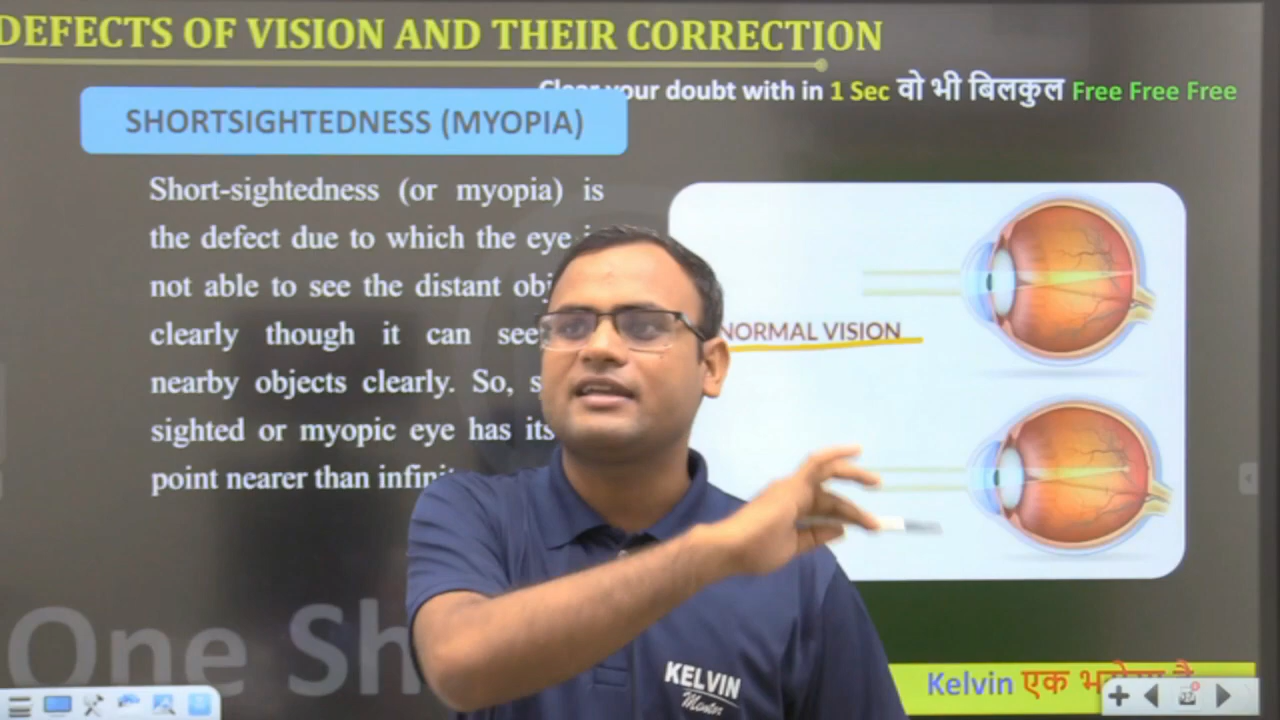 DEFECTS OF VISION AND THEIR CORRECTION
your doubt with in 1 Sec वो भी बिलकुल Free Free Free
SHORTSIGHTEDNESS (MYOPIA)
Short-sightedness (or myopia) is
the defect due to which the eye
not able to see the distant
clearly though it can see
nearby objects clearly. So,
sighted or myopic eye has its
point nearer than
NORMAL VISION
One
KELVIN
Mentor
Kelvin एक